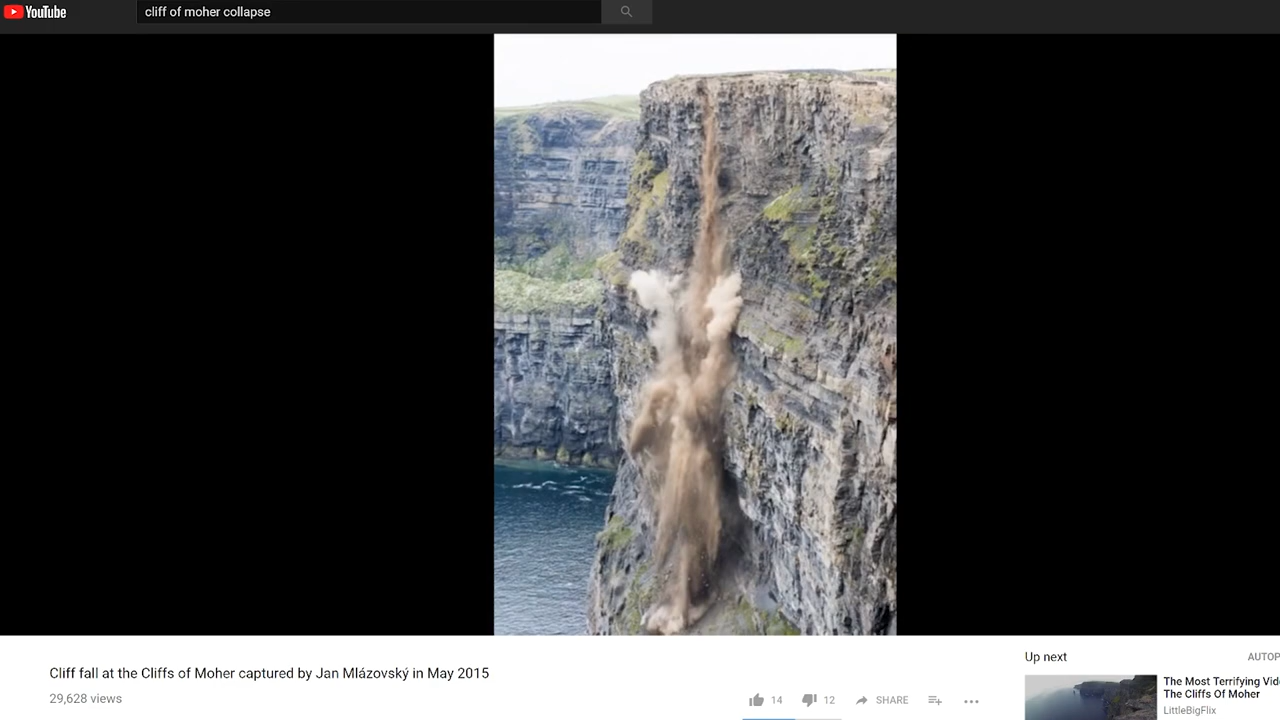 YouTube
cliff of moher collapse
Cliff fall at the Cliffs of Moher captured by Jan Mlázovský in May 2015
29,628 views
14
12
SHARE
Up next
AUTOP
The Most Terrifying Vide
The Cliffs Of Moher
LittleBigFlix